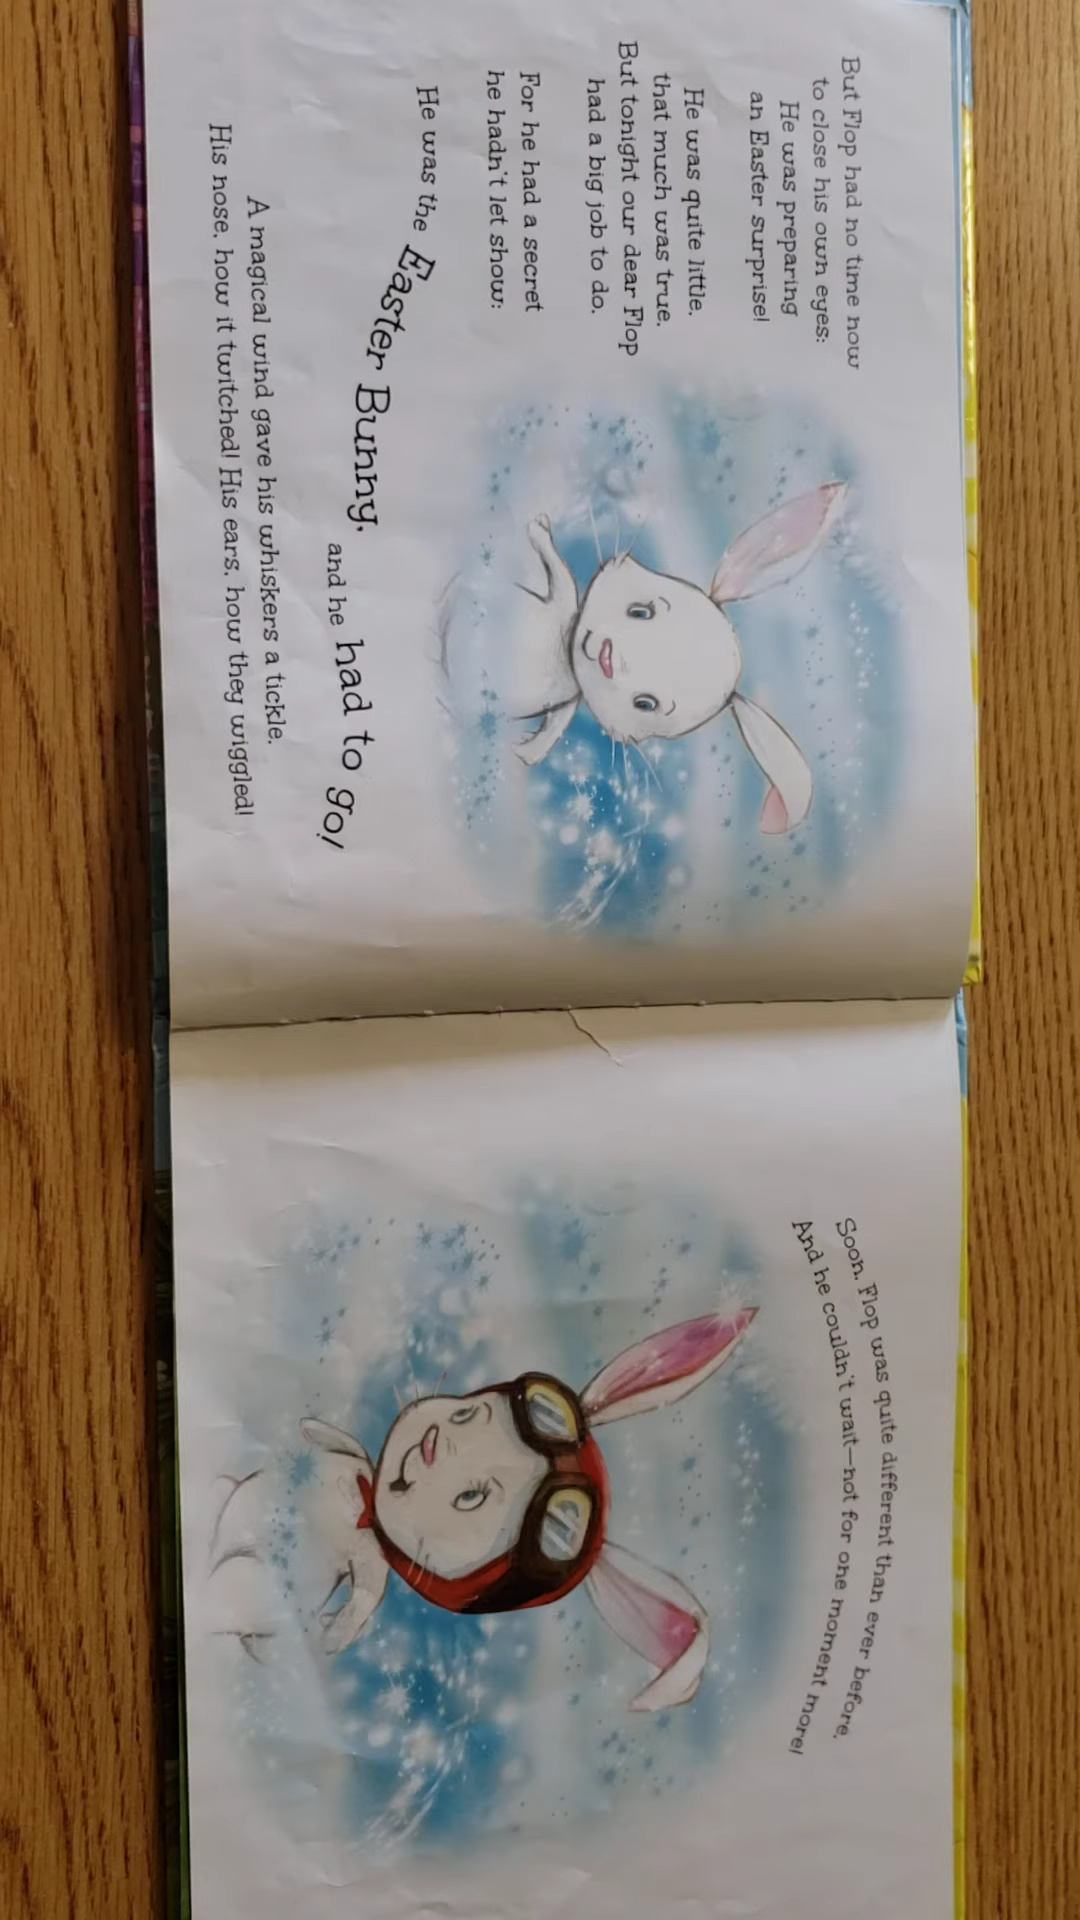 But Flop had no time now
to close his own eyes:
He was preparing
an Easter surprise!
He was quite little,
that much was true.
But tonight our dear Flop
had a big job to do.
For he had a secret
he hadn't let show:
He was the Easter Bunny, and he had to go!
A magical wind gave his whiskers a tickle.
His nose, how it twitched! His ears, how they wiggled!
Soon, Flop was quite different than ever before,
And he couldn't wait—not for one moment more!